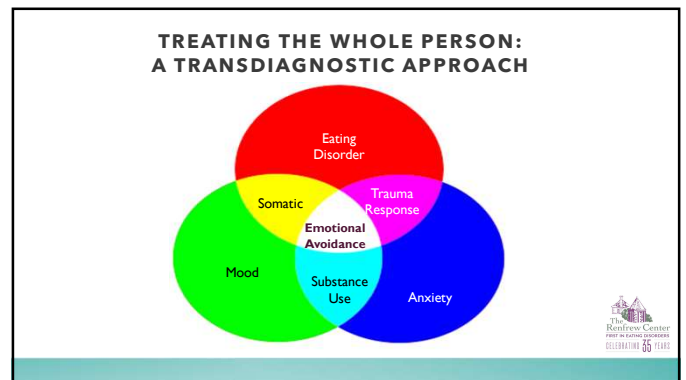 TREATING THE WHOLE PERSON:
A TRANSDIAGNOSTIC APPROACH
Eating
Disorder
Somatic
Trauma
Response
Emotional
Avoidance
Mood
Substance
Use
Anxiety
The
Renfrew Center
FIRST IN EATING DISORDERS
CELEBRATING 35 YEARS